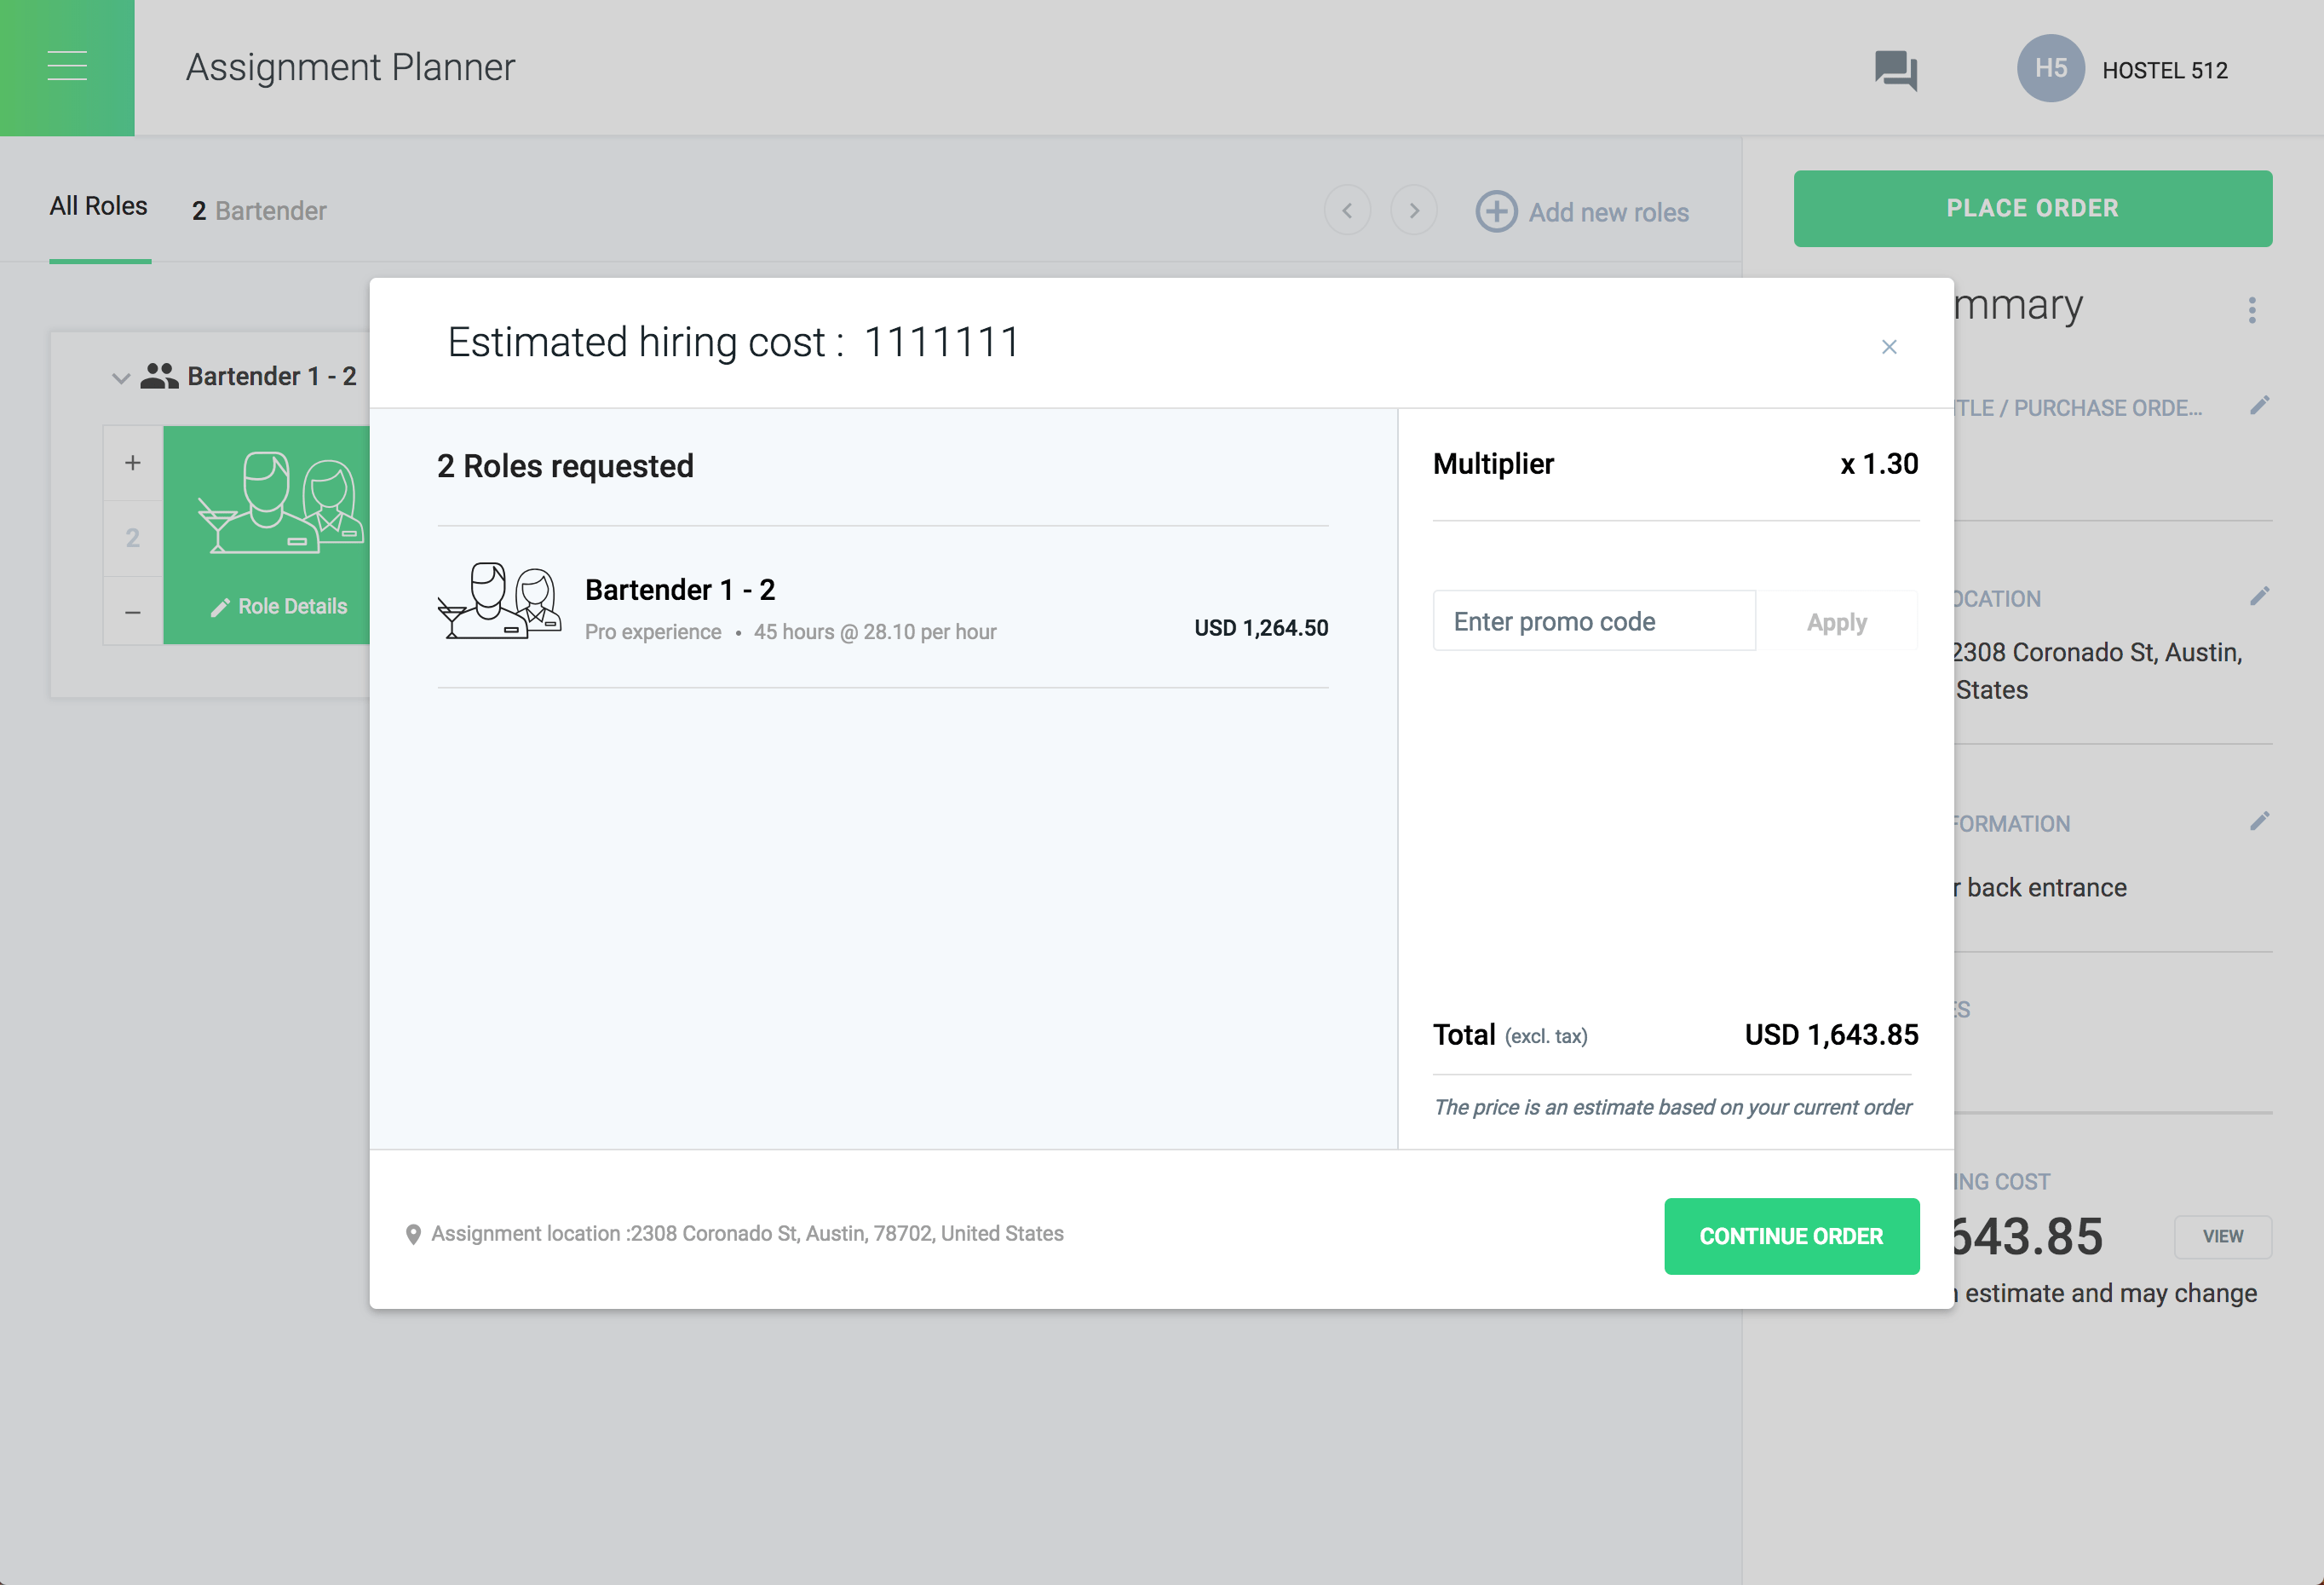 Assignment Planner
H5 HOSTEL 512
All Roles
2 Bartender
Add new roles
PLACE ORDER
Estimated hiring cost : 1111111
Bartender 1 - 2
2
Role Details
2 Roles requested
Bartender 1 - 2
Pro experience • 45 hours @ 28.10 per hour
USD 1,264.50
Multiplier x 1.30
Enter promo code Apply
Total (excl. tax) USD 1,643.85
The price is an estimate based on your current order
Assignment location :2308 Coronado St, Austin, 78702, United States
CONTINUE ORDER
mmary
TLE / PURCHASE ORDE...
OCATION
2308 Coronado St, Austin,
States
FORMATION
r back entrance
ES
ING COST
643.85 VIEW
estimate and may change